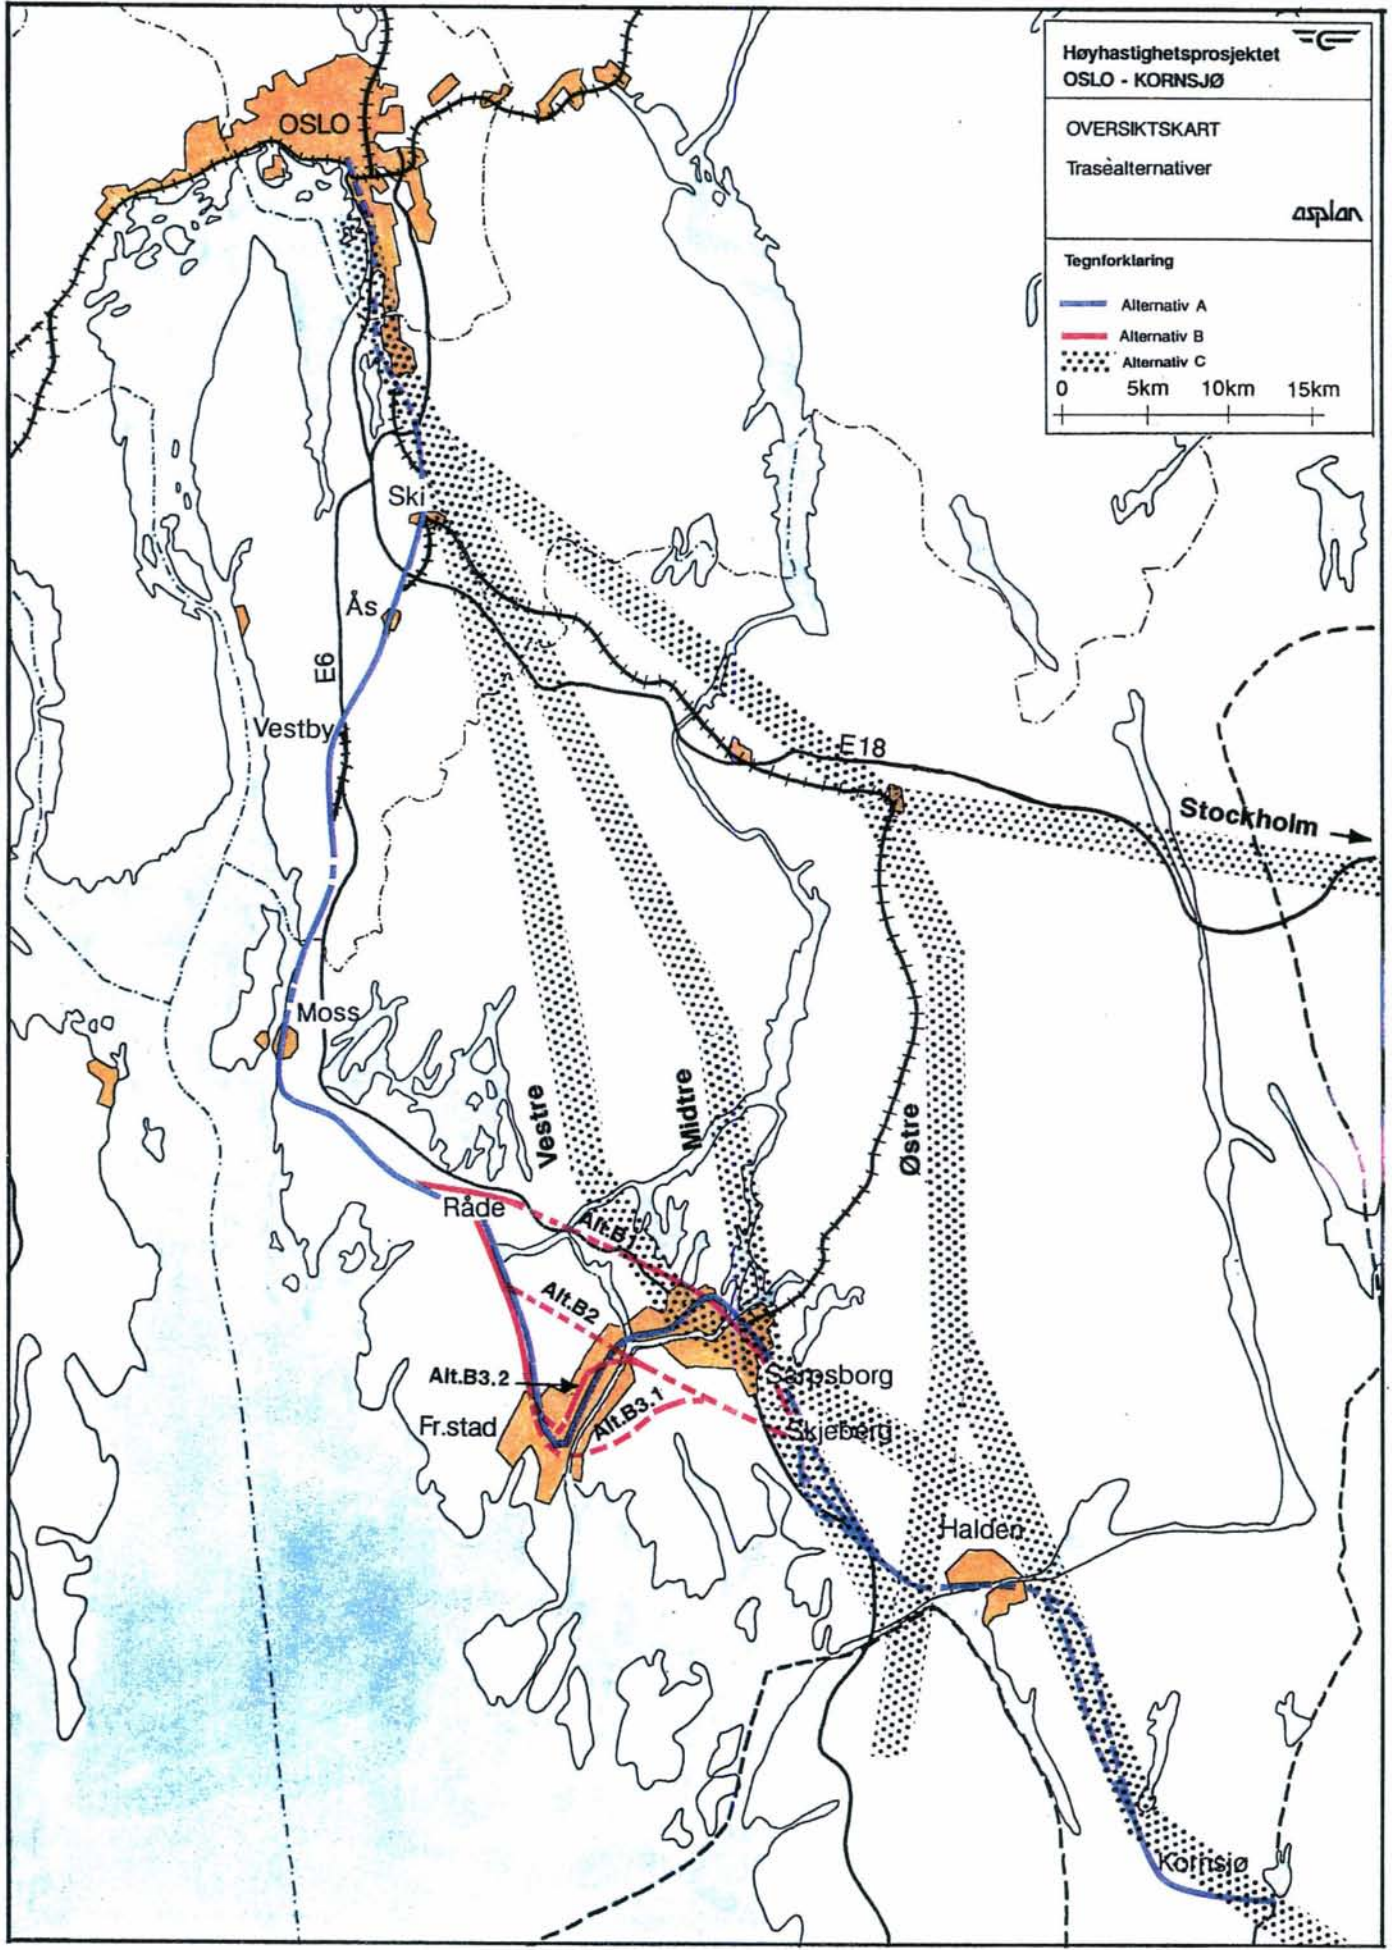 Høyhastighetsprosjektet
OSLO - KORNSJØ
OVERSIKTSKART
Trasèalternativer
asplan
Tegnforklaring
Alternativ A
Alternativ B
Alternativ C
0 5km 10km 15km
OSLO
Ski
Ås
E6
Vestby
E18
Stockholm
Moss
Vestre
Midtre
Østre
Råde
Alt.B1
Alt.B2
Alt.B3.2
Sarpsborg
Alt.B3.1
Fr.stad
Skjeberg
Halden
Kornsjø